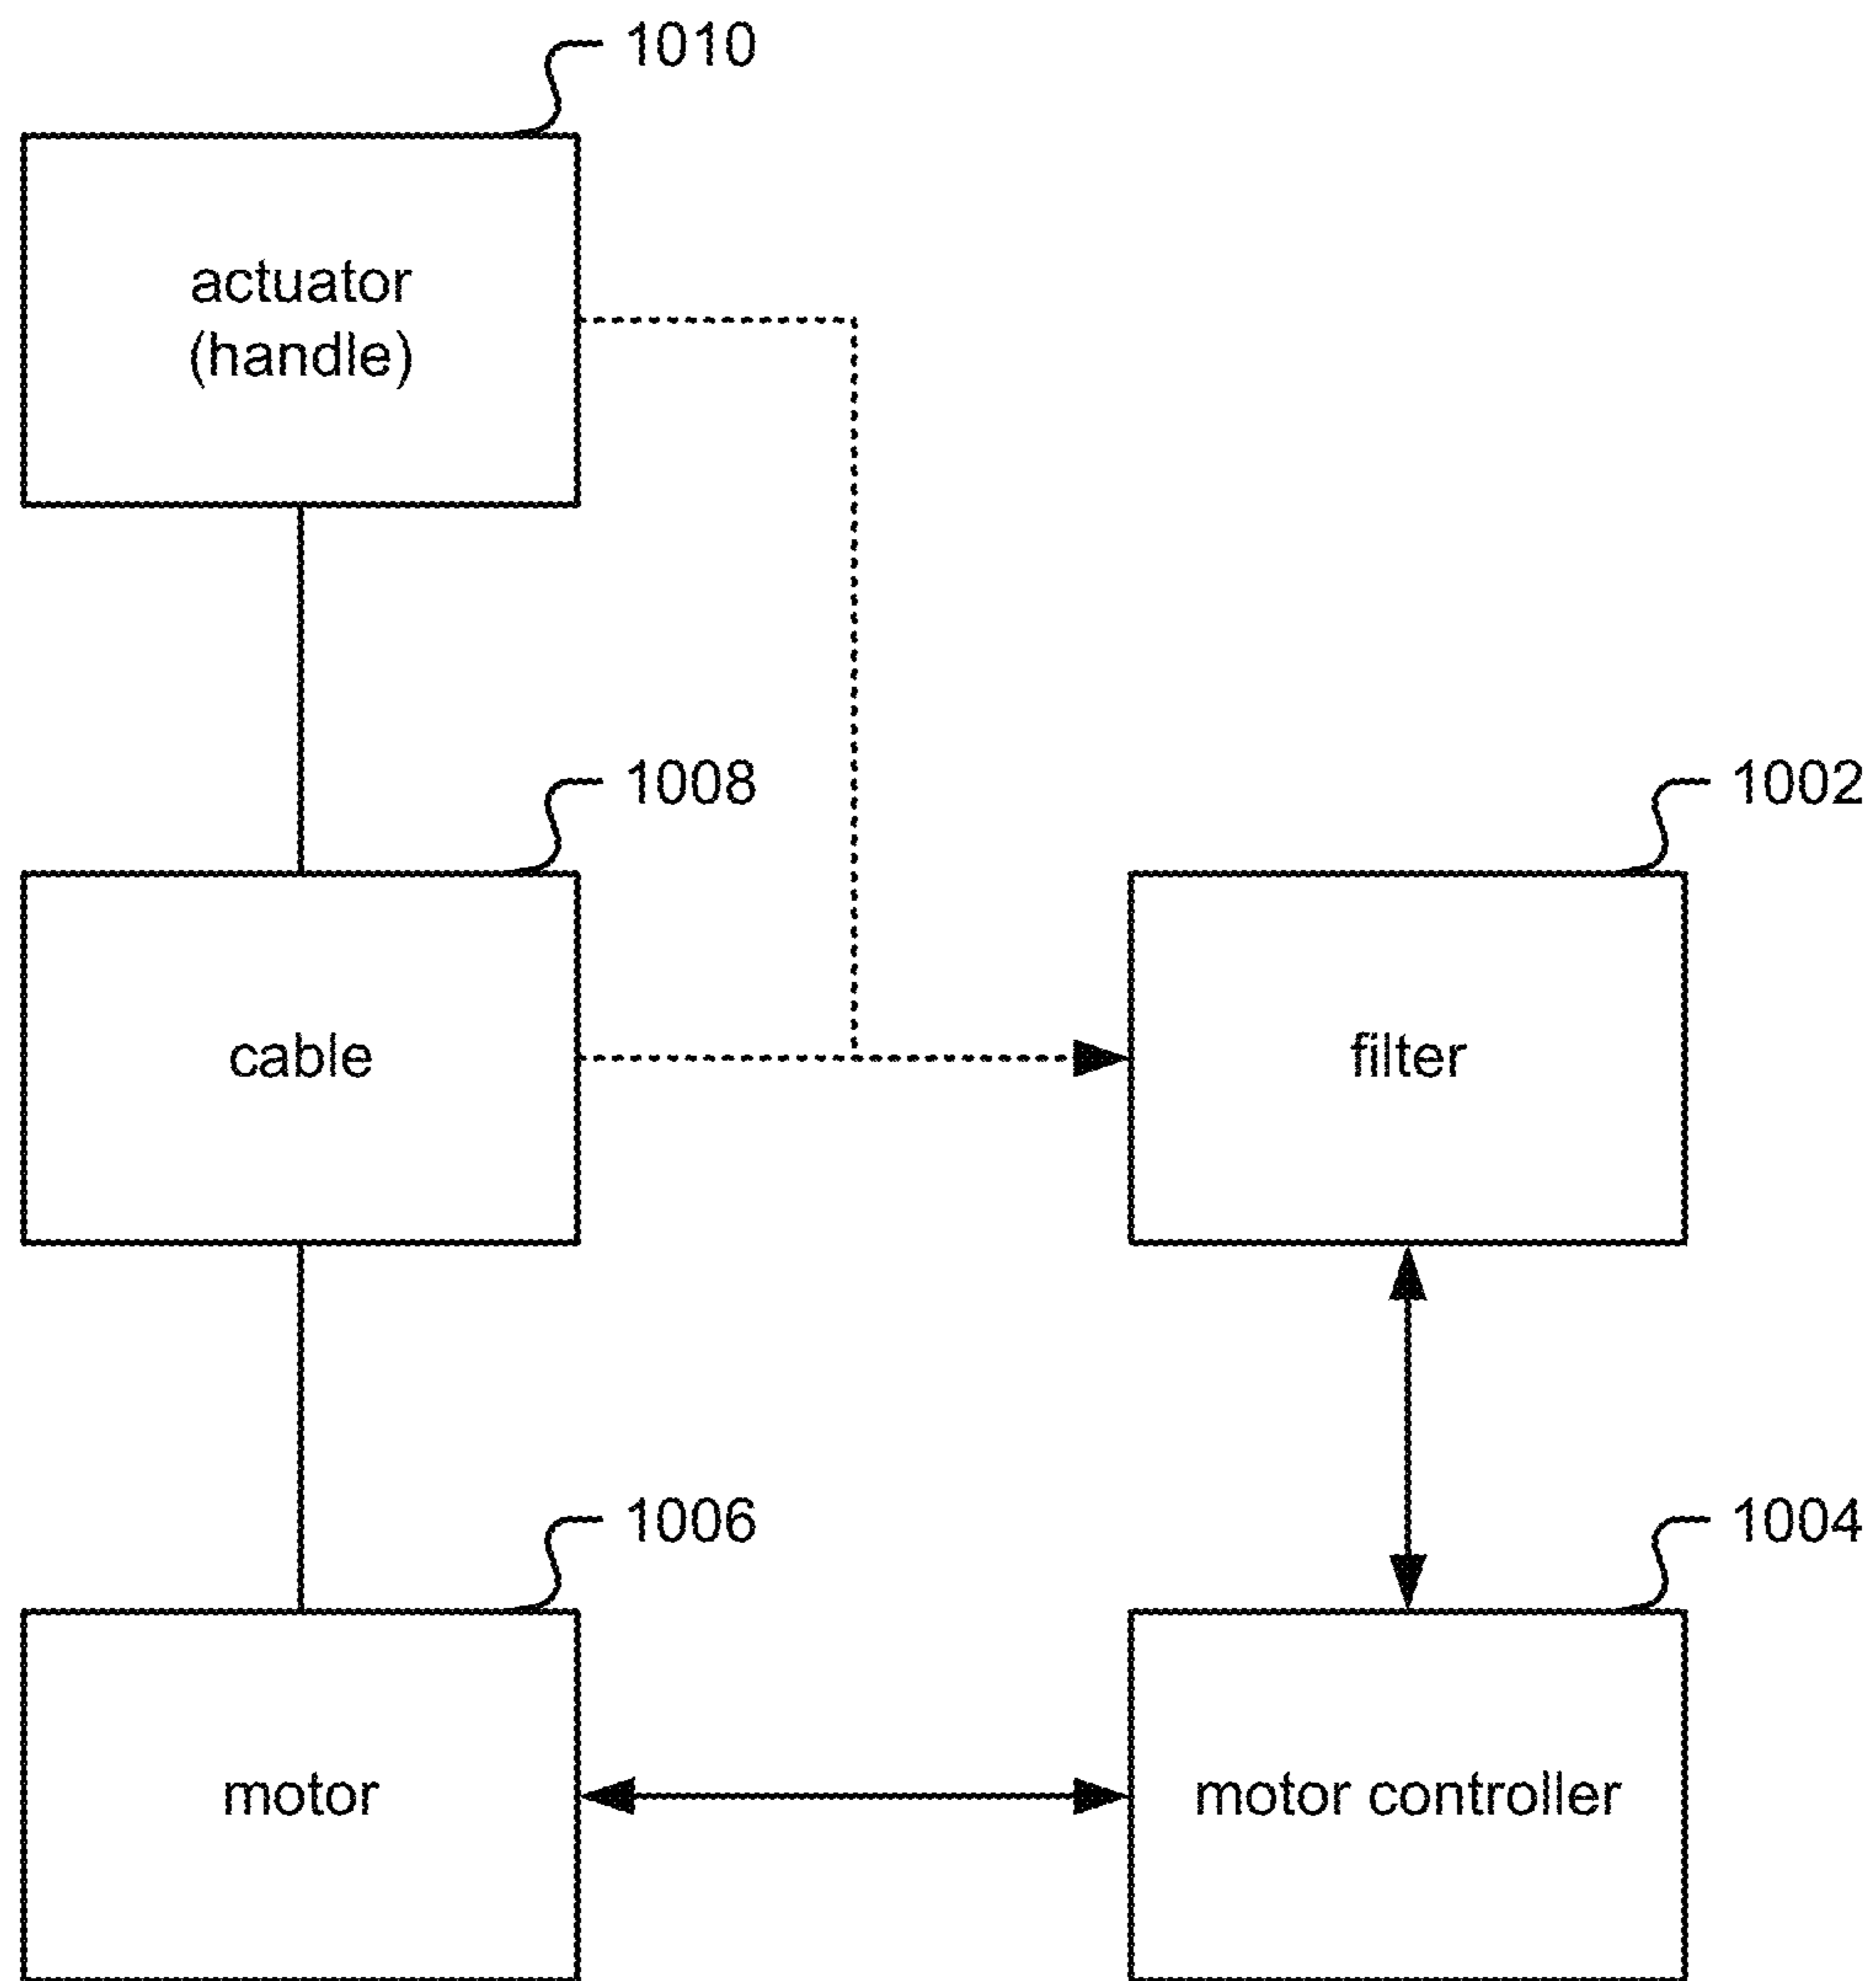 1010
actuator
(handle)
1008
1002
cable
filter
1006
1004
motor
motor controller